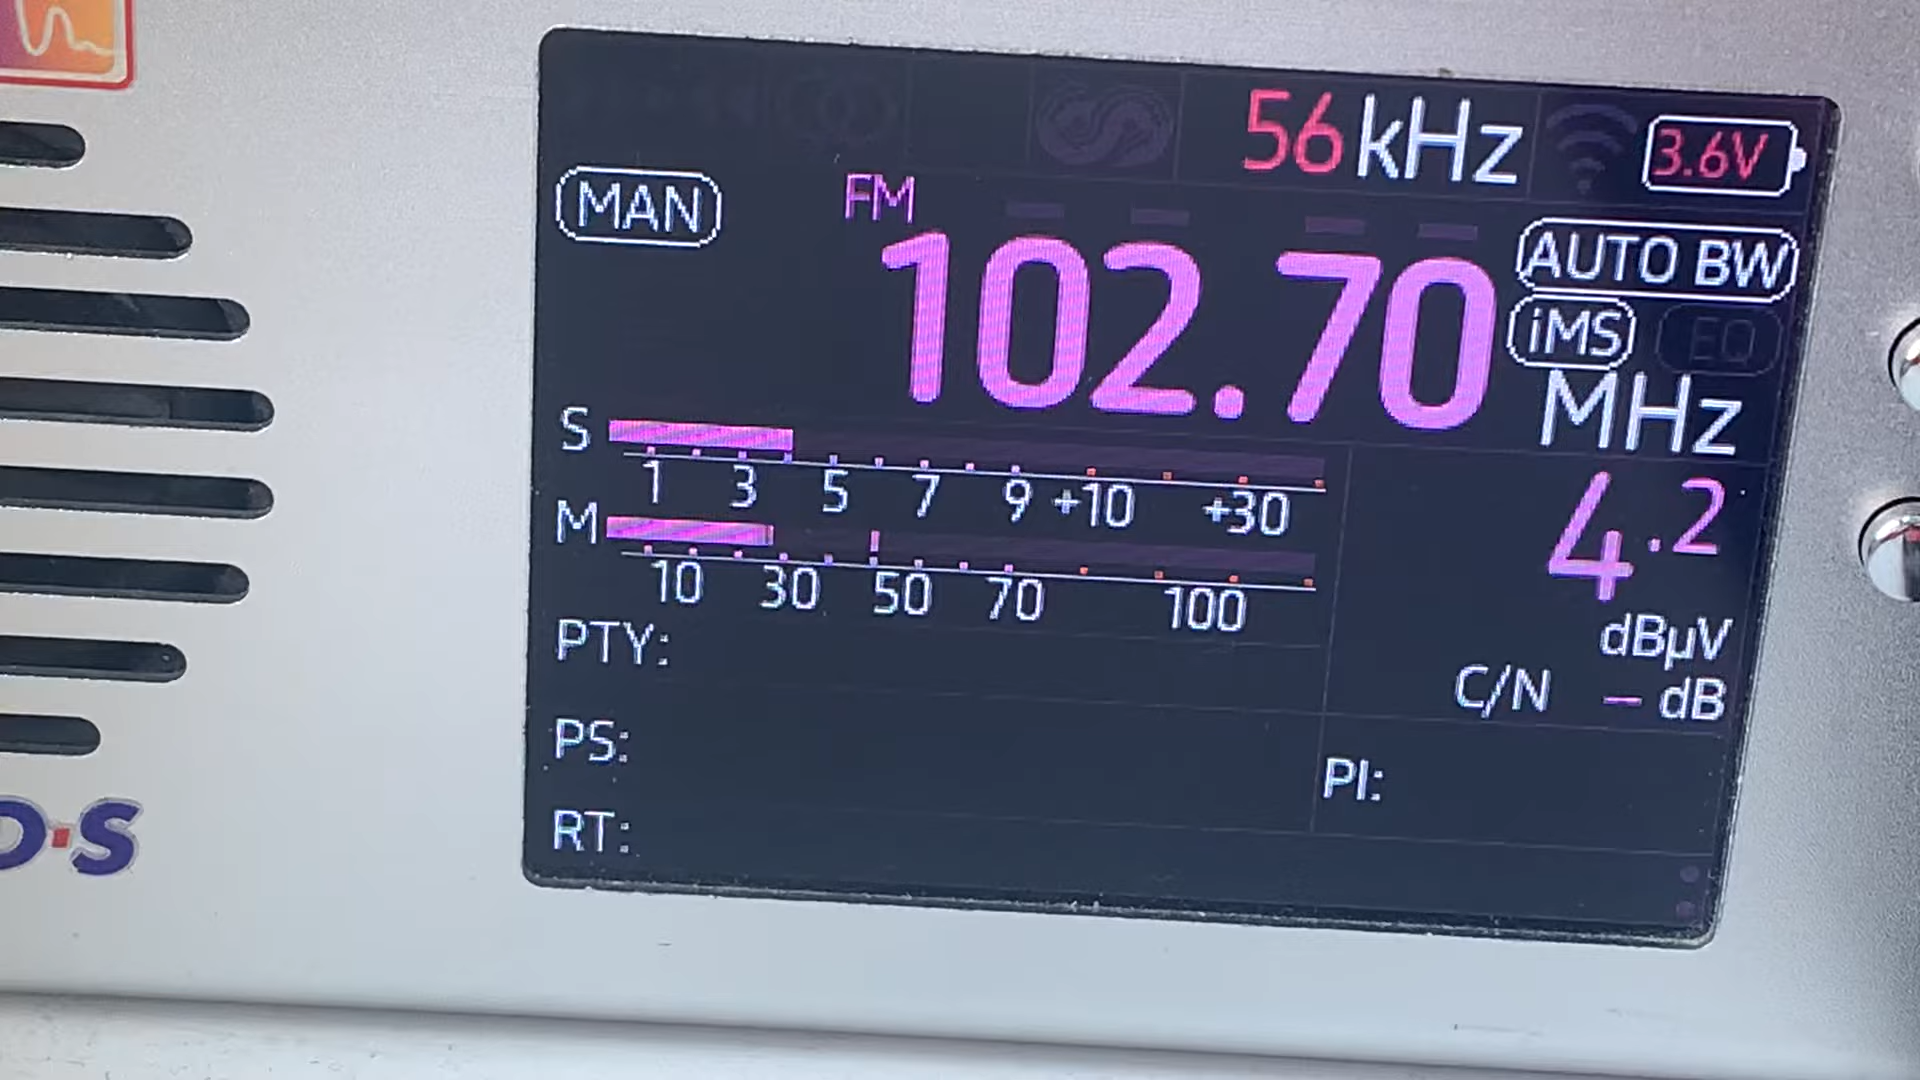 56 kHz 3.6V
MAN FM AUTO BW
102.70
iMS EQ
MHz
S
1 3 5 7 9 +10 +30
4.2
M
10 30 50 70 100
dBµV
PTY:
C/N – dB
PS:
PI:
RT:
D·S